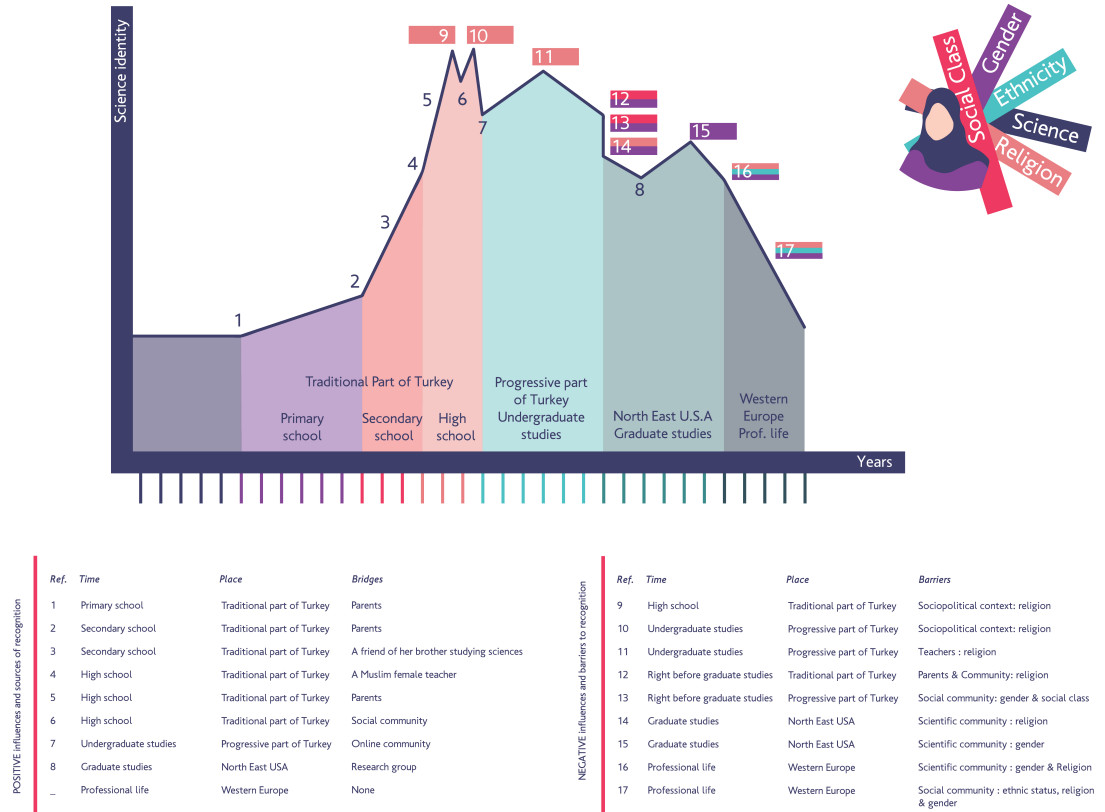 Science identity
1
2
3
4
5
6
7
8
9
10
11
12
13
14
15
16
17
Traditional Part of Turkey
Primary
school
Secondary
school
High
school
Progressive part
of Turkey
Undergraduate
studies
North East U.S.A
Graduate studies
Western
Europe
Prof. life
Years
Social Class
Gender
Ethnicity
Science
Religion
POSITIVE influences and sources of recognition
Ref. Time Place Bridges
1 Primary school Traditional part of Turkey Parents
2 Secondary school Traditional part of Turkey Parents
3 Secondary school Traditional part of Turkey A friend of her brother studying sciences
4 High school Traditional part of Turkey A Muslim female teacher
5 High school Traditional part of Turkey Parents
6 High school Traditional part of Turkey Social community
7 Undergraduate studies Progressive part of Turkey Online community
8 Graduate studies North East USA Research group
_ Professional life Western Europe None
NEGATIVE influences and barriers to recognition
Ref. Time Place Barriers
9 High school Traditional part of Turkey Sociopolitical context: religion
10 Undergraduate studies Progressive part of Turkey Sociopolitical context: religion
11 Undergraduate studies Progressive part of Turkey Teachers : religion
12 Right before graduate studies Traditional part of Turkey Parents & Community: religion
13 Right before graduate studies Progressive part of Turkey Social community: gender & social class
14 Graduate studies North East USA Scientific community : religion
15 Graduate studies North East USA Scientific community : gender
16 Professional life Western Europe Scientific community : gender & Religion
17 Professional life Western Europe Social community : ethnic status, religion
& gender